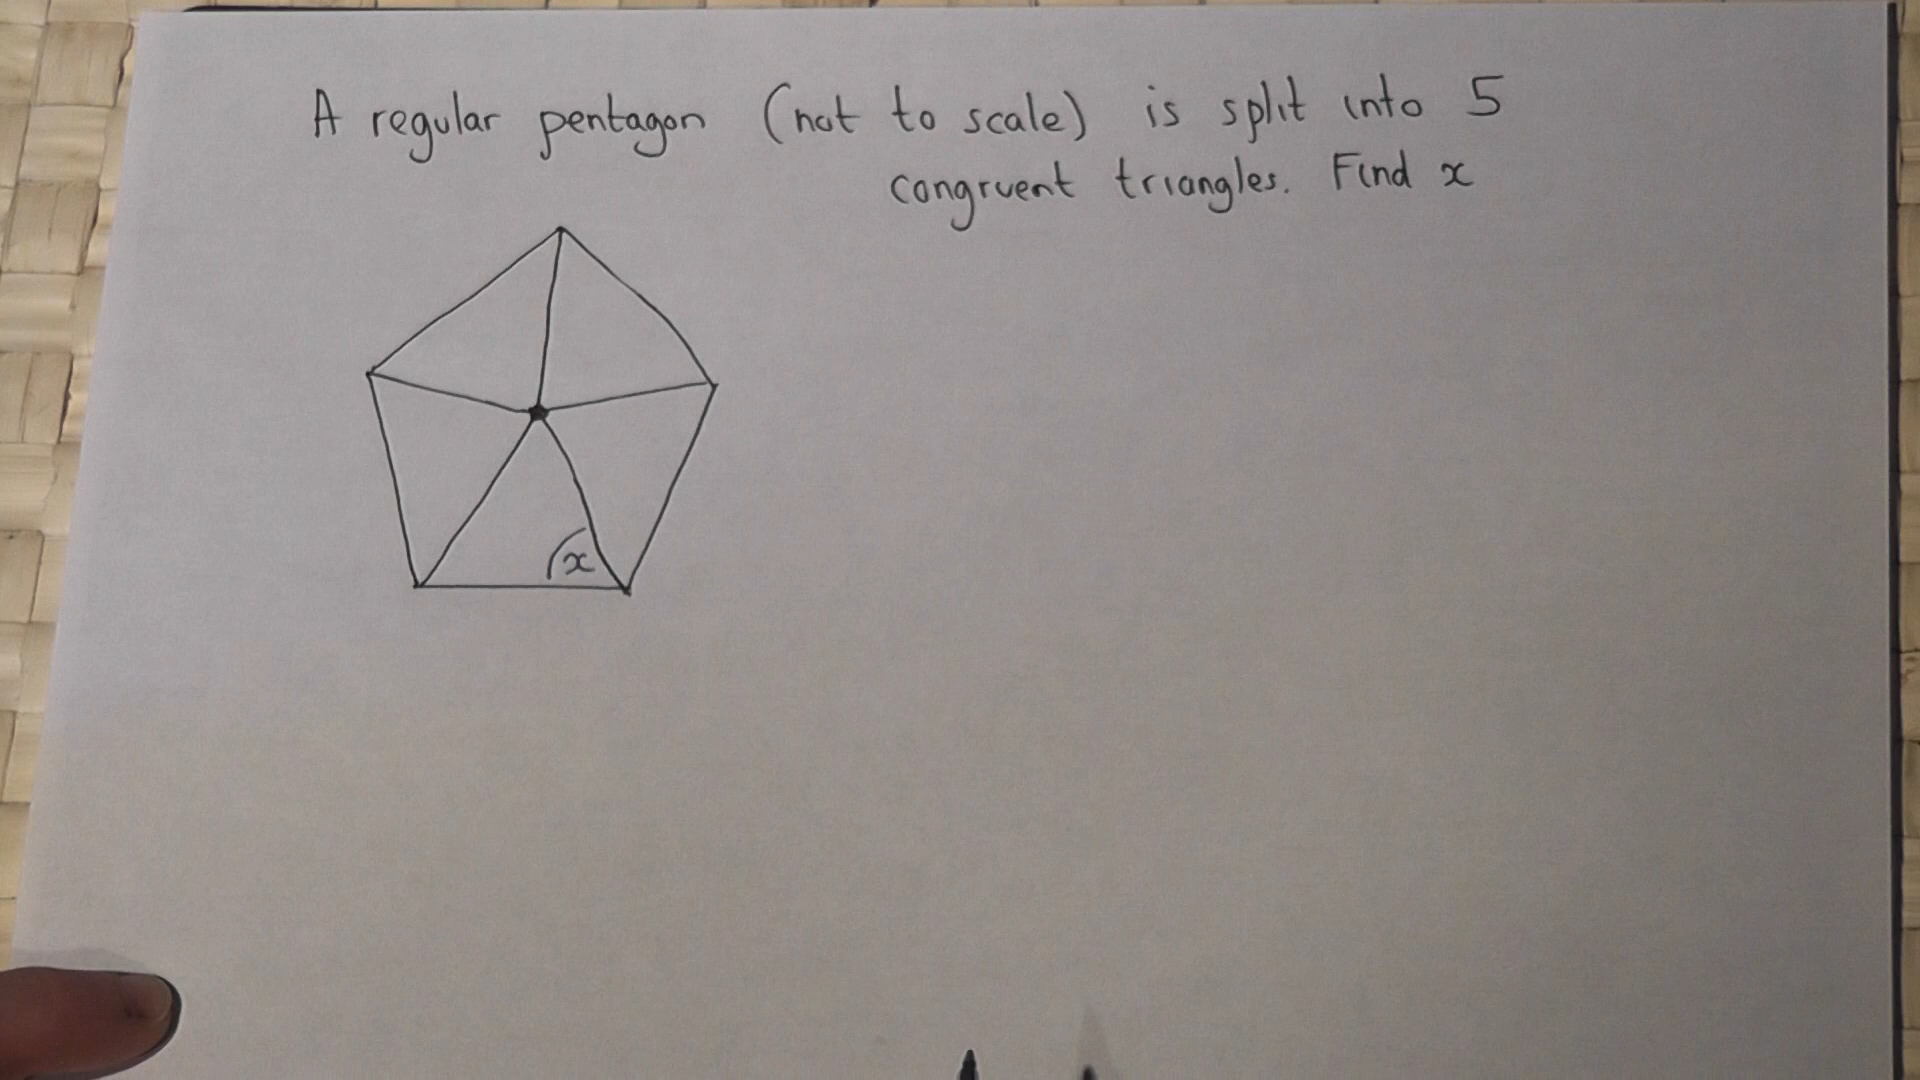 A regular pentagon (not to scale) is split into 5
congruent triangles. Find x
x